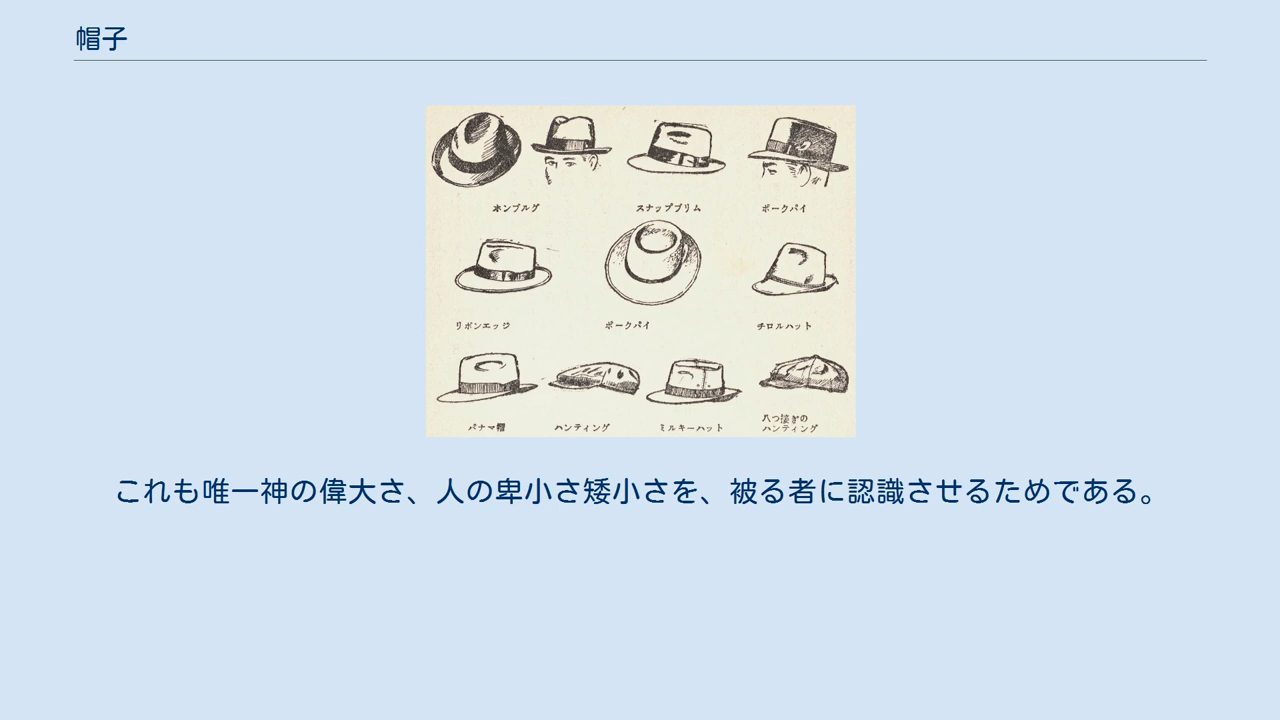 帽子
ホンブルグ
スナップブリム
ポークパイ
リボンエッジ
ポークパイ
チロルハット
パナマ帽
ハンティング
ミルキーハット
八つ接ぎの
ハンティング
これも唯一神の偉大さ、人の卑小さ矮小さを、被る者に認識させるためである。